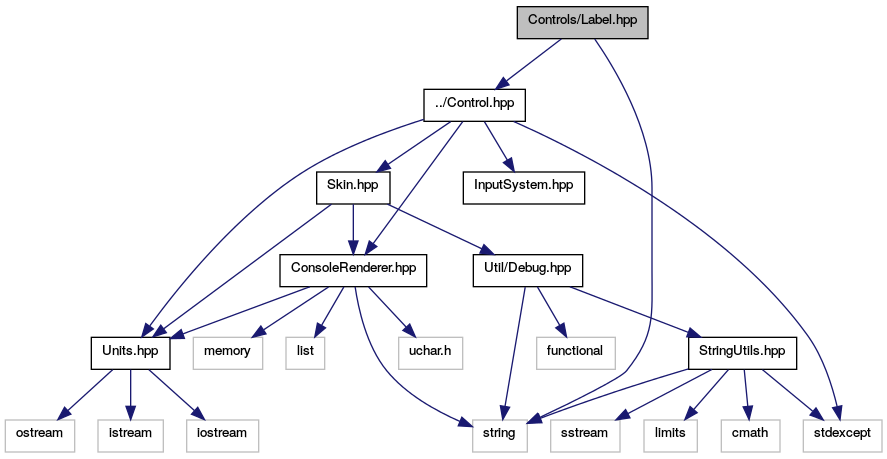 Controls/Label.hpp
../Control.hpp
Skin.hpp
InputSystem.hpp
ConsoleRenderer.hpp
Util/Debug.hpp
Units.hpp
memory
list
uchar.h
functional
StringUtils.hpp
ostream
istream
iostream
string
sstream
limits
cmath
stdexcept